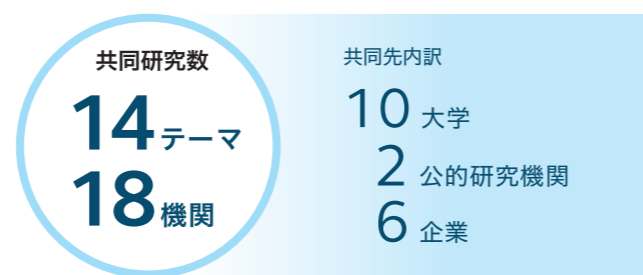 共同研究数
14テーマ
18機関
共同先内訳
10 大学
2 公的研究機関
6 企業